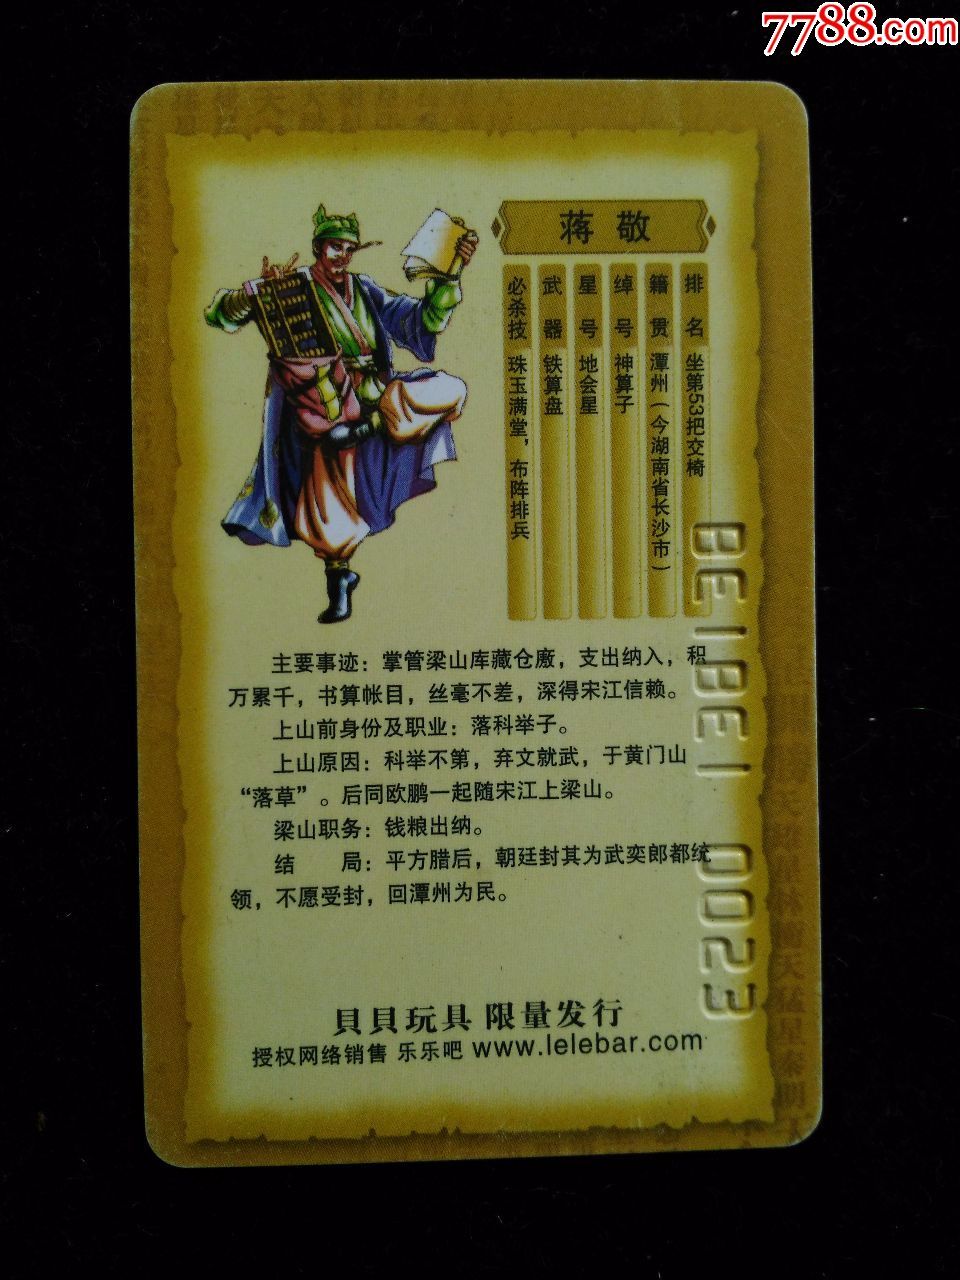 7788.com
蒋 敬
排 名 坐第53把交椅
籍 贯 潭州（今湖南省长沙市）
绰 号 神算子
星 号 地会星
武 器 铁算盘
必杀技 珠玉满堂，布阵排兵
主要事迹：掌管梁山库藏仓廒，支出纳入，积
万累千，书算帐目，丝毫不差，深得宋江信赖。
上山前身份及职业：落科举子。
上山原因：科举不第，弃文就武，于黄门山
“落草”。后同欧鹏一起随宋江上梁山。
梁山职务：钱粮出纳。
结 局：平方腊后，朝廷封其为武奕郎都统
领，不愿受封，回潭州为民。
BEIBEI 0023
貝貝玩具 限量发行
授权网络销售 乐乐吧 www.lelebar.com